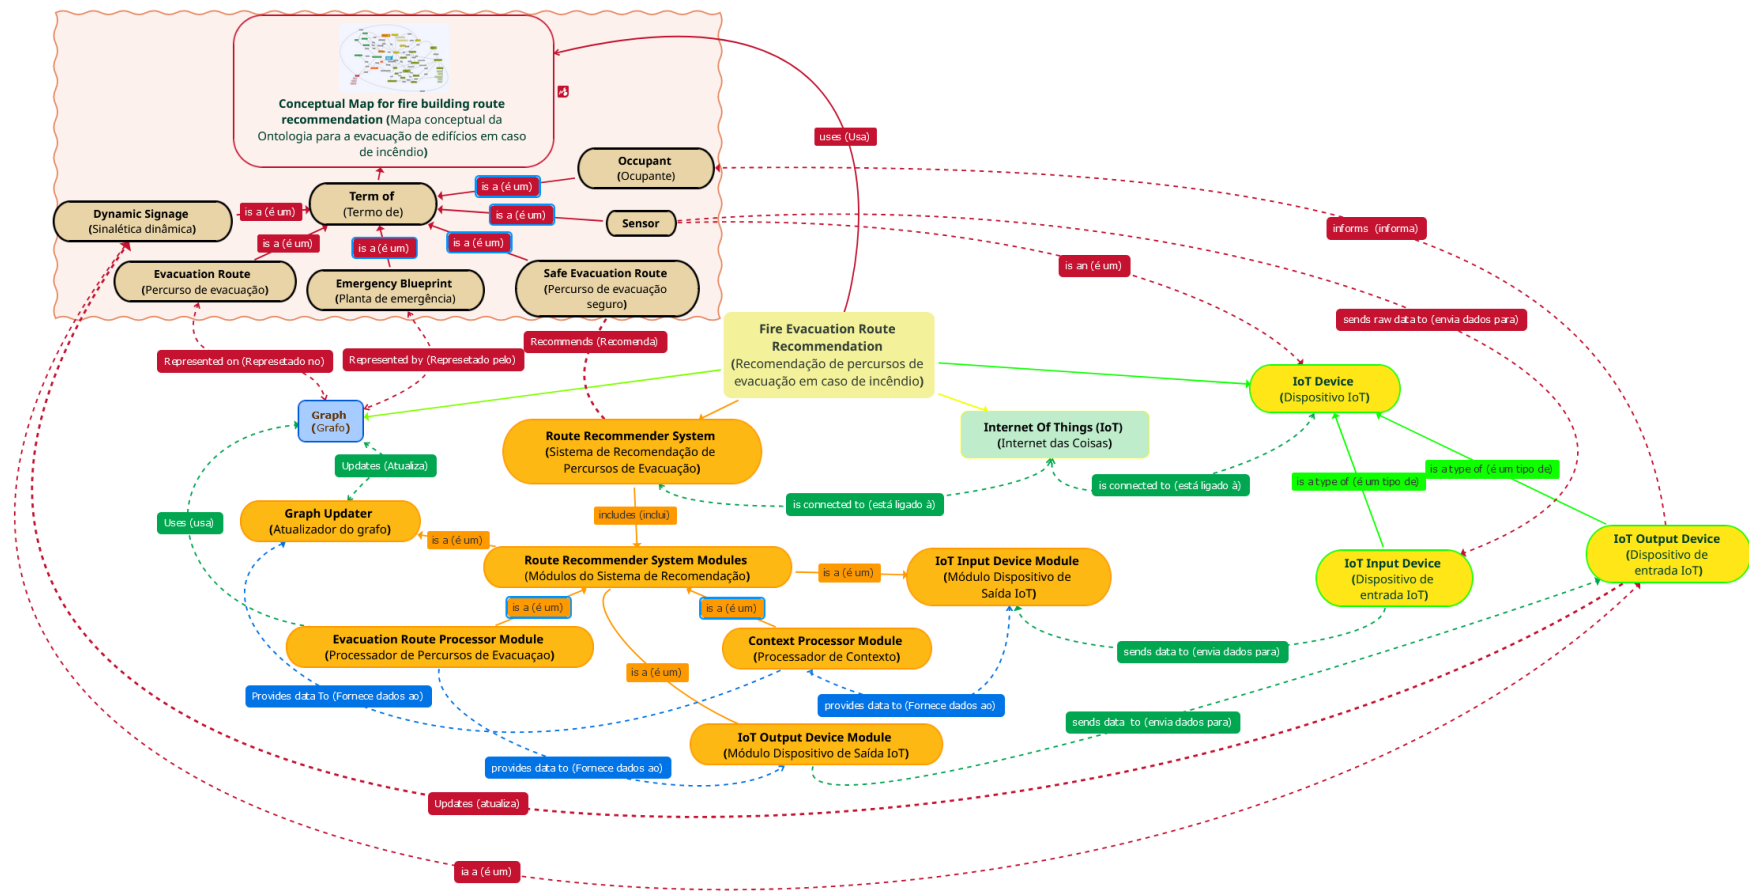 Conceptual Map for fire building route
recommendation (Mapa conceptual da
Ontologia para a evacuação de edifícios em caso
de incêndio)
uses (Usa)
Occupant
(Ocupante)
is a (é um)
Term of
(Termo de)
is a (é um)
Sensor
Dynamic Signage
(Sinalética dinâmica)
is a (é um)
is a (é um)
is a (é um)
is a (é um)
informs  (informa)
is an (é um)
Evacuation Route
(Percurso de evacuação)
Emergency Blueprint
(Planta de emergência)
Safe Evacuation Route
(Percurso de evacuação
seguro)
sends raw data to (envia dados para)
Represented on (Represetado no)
Represented by (Represetado pelo)
Recommends (Recomenda)
Fire Evacuation Route
Recommendation
(Recomendação de percursos de
evacuação em caso de incêndio)
IoT Device
(Dispositivo IoT)
Graph
(Grafo)
Route Recommender System
(Sistema de Recomendação de
Percursos de Evacuação)
Internet Of Things (IoT)
(Internet das Coisas)
Updates (Atualiza)
is a type of (é um tipo de)
is a type of (é um tipo de)
is connected to (está ligado à)
is connected to (está ligado à)
Uses (usa)
Graph Updater
(Atualizador do grafo)
includes (inclui)
is a (é um)
Route Recommender System Modules
(Módulos do Sistema de Recomendação)
is a (é um)
IoT Input Device Module
(Módulo Dispositivo de
Saída IoT)
IoT Input Device
(Dispositivo de
entrada IoT)
IoT Output Device
(Dispositivo de
entrada IoT)
is a (é um)
is a (é um)
Evacuation Route Processor Module
(Processador de Percursos de Evacuaçao)
Context Processor Module
(Processador de Contexto)
sends data to (envia dados para)
is a (é um)
Provides data To (Fornece dados ao)
provides data to (Fornece dados ao)
sends data  to (envia dados para)
IoT Output Device Module
(Módulo Dispositivo de Saída IoT)
provides data to (Fornece dados ao)
Updates (atualiza)
ia a (é um)